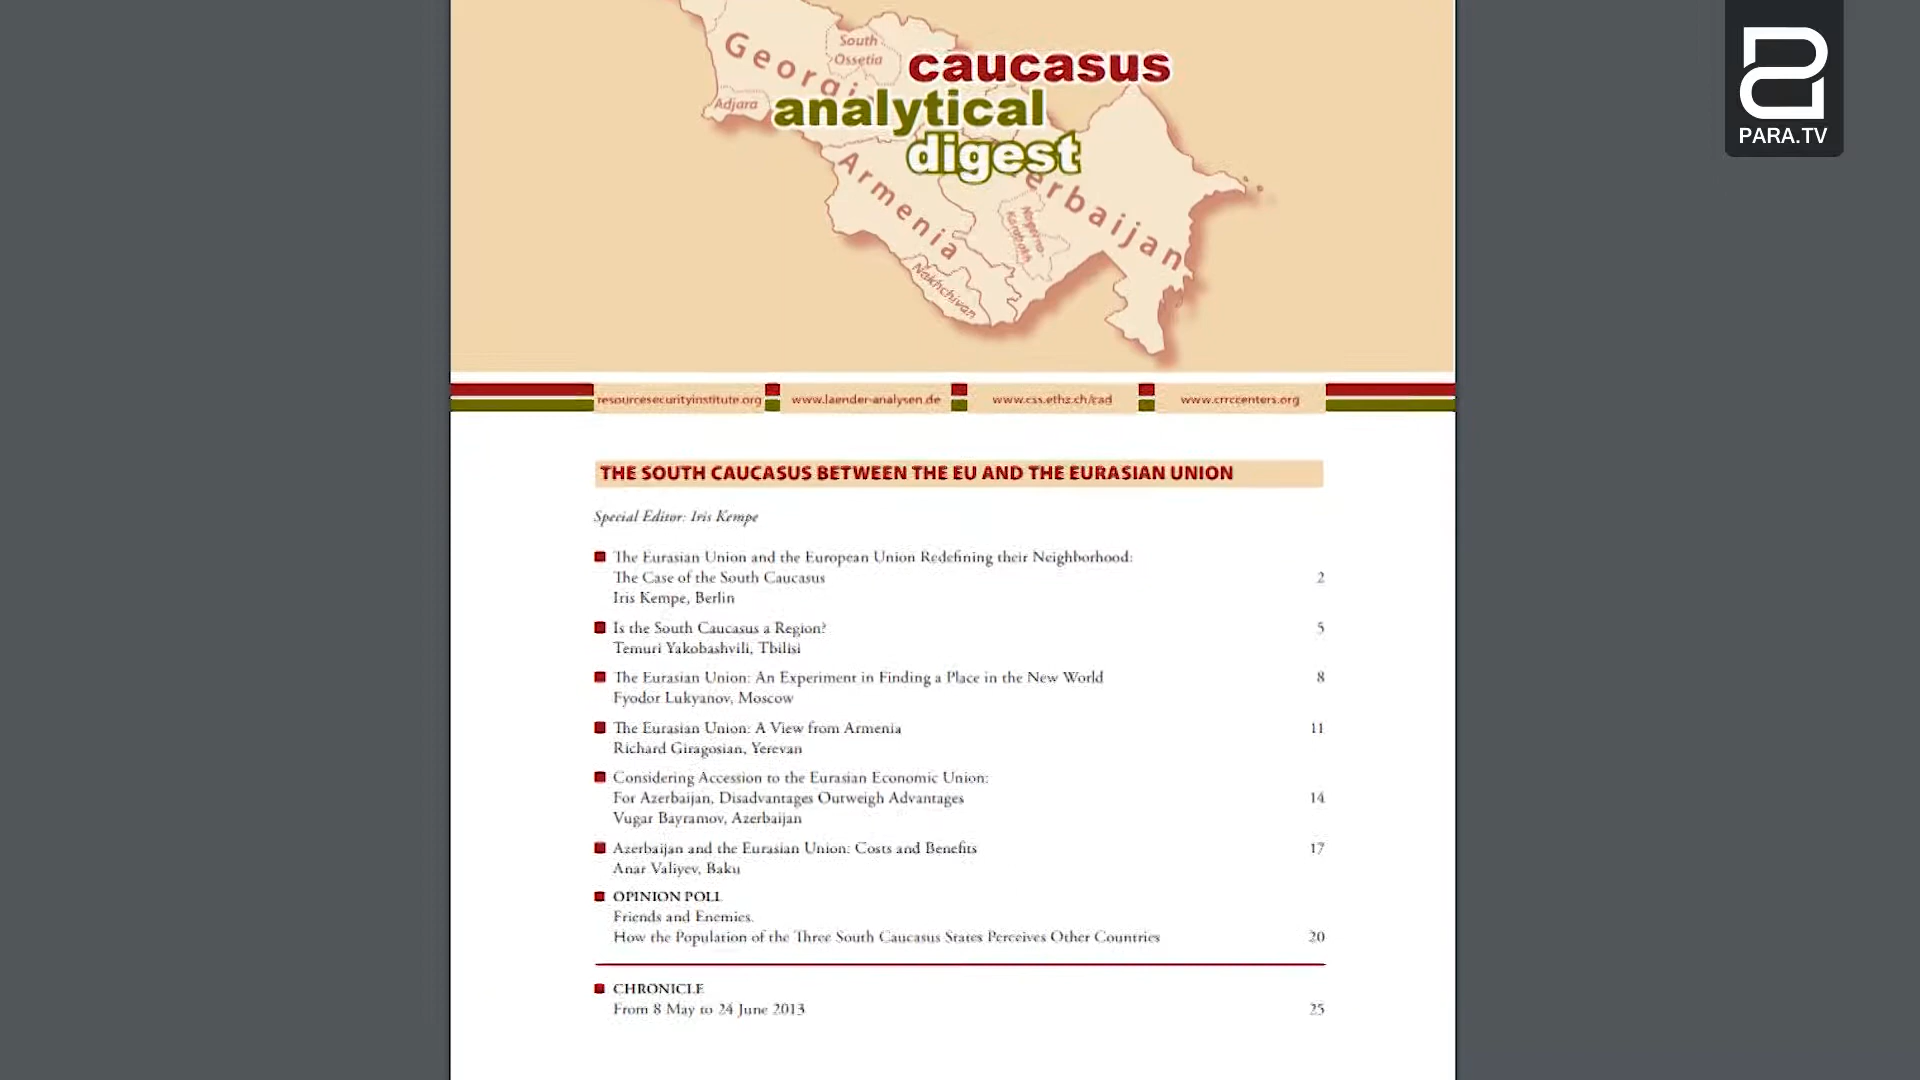 Georgi
South
Ossetia
Adjara
caucasus
analytical
digest
Armenia
erbaijan
Nagorno-
Karabakh
Nakhchivan
PARA.TV
resourcesecurityinstitute.org
www.laender-analysen.de
www.css.ethz.ch/cad
www.crrccenters.org
THE SOUTH CAUCASUS BETWEEN THE EU AND THE EURASIAN UNION
Special Editor: Iris Kempe
The Eurasian Union and the European Union Redefining their Neighborhood:
The Case of the South Caucasus 2
Iris Kempe, Berlin
Is the South Caucasus a Region? 5
Temuri Yakobashvili, Tbilisi
The Eurasian Union: An Experiment in Finding a Place in the New World 8
Fyodor Lukyanov, Moscow
The Eurasian Union: A View from Armenia 11
Richard Giragosian, Yerevan
Considering Accession to the Eurasian Economic Union:
For Azerbaijan, Disadvantages Outweigh Advantages 14
Vugar Bayramov, Azerbaijan
Azerbaijan and the Eurasian Union: Costs and Benefits 17
Anar Valiyev, Baku
OPINION POLL
Friends and Enemies.
How the Population of the Three South Caucasus States Perceives Other Countries 20
CHRONICLE
From 8 May to 24 June 2013 25